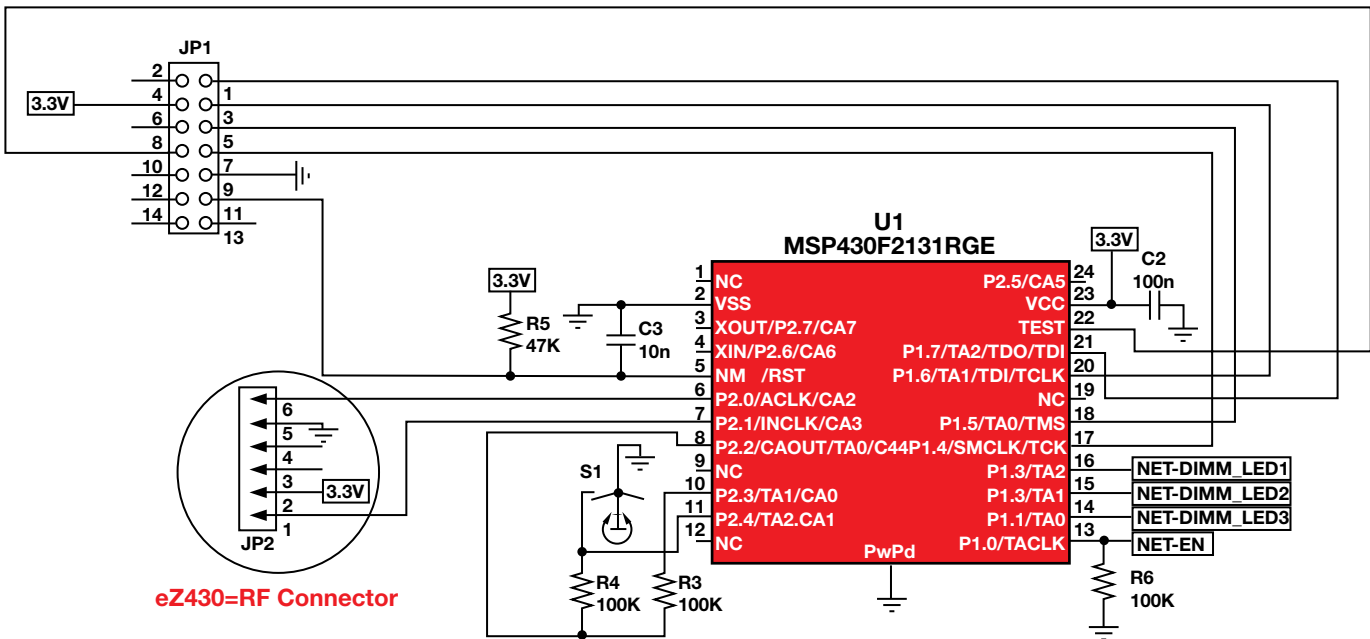 JP1
2
1
3.3V
4
3
6
5
8
7
10
9
12
11
14
13
U1
MSP430F2131RGE
3.3V
C2
100n
3.3V
R5
47K
C3
10n
1
NC
2
VSS
3
XOUT/P2.7/CA7
4
XIN/P2.6/CA6
5
NM /RST
6
P2.0/ACLK/CA2
7
P2.1/INCLK/CA3
8
P2.2/CAOUT/TA0/C44P1.4/SMCLK/TCK
9
NC
10
P2.3/TA1/CA0
11
P2.4/TA2.CA1
12
NC
PwPd
P2.5/CA5
24
VCC
23
TEST
22
P1.7/TA2/TDO/TDI
21
P1.6/TA1/TDI/TCLK
20
NC
19
P1.5/TA0/TMS
18
17
P1.3/TA2
16
NET-DIMM_LED1
P1.3/TA1
15
NET-DIMM_LED2
P1.1/TA0
14
NET-DIMM_LED3
P1.0/TACLK
13
NET-EN
R6
100K
S1
R4
100K
R3
100K
6
5
4
3
3.3V
2
1
JP2
eZ430=RF Connector